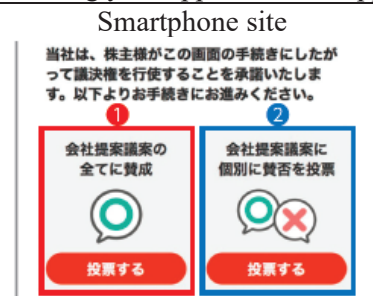 Smartphone site
当社は、株主様がこの画面の手続きにしたが
って議決権を行使することを承諾いたしま
す。以下よりお手続きにお進みください。
1
2
会社提案議案の
全てに賛成
投票する
会社提案議案に
個別に賛否を投票
投票する